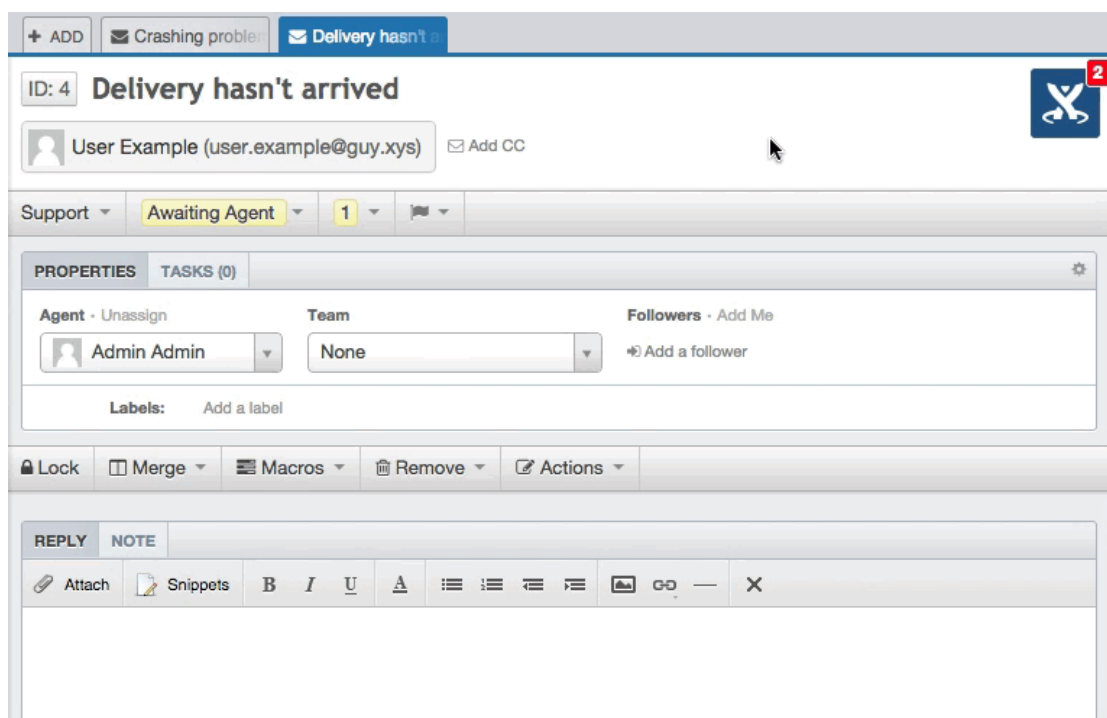 + ADD
Crashing problem
Delivery hasn't a
ID: 4
Delivery hasn't arrived
2
User Example (user.example@guy.xys)
Add CC
Support
Awaiting Agent
1
PROPERTIES
TASKS (0)
Agent · Unassign
Team
Followers · Add Me
Admin Admin
None
Add a follower
Labels:
Add a label
Lock
Merge
Macros
Remove
Actions
REPLY
NOTE
Attach
Snippets
B
I
U
A